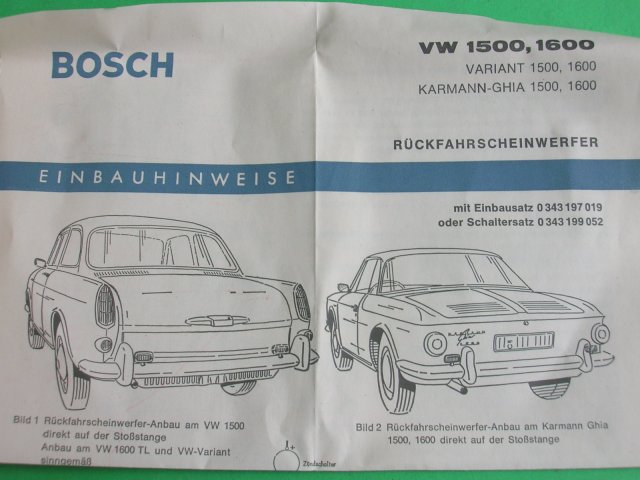 BOSCH
VW 1500, 1600
VARIANT 1500, 1600
KARMANN-GHIA 1500, 1600
RÜCKFAHRSCHEINWERFER
EINBAUHINWEISE
mit Einbausatz 0 343 197 019
oder Schaltersatz 0 343 199 052
Bild 1 Rückfahrscheinwerfer-Anbau am VW 1500
direkt auf der Stoßstange
Anbau am VW 1600 TL und VW-Variant
sinngemäß
Bild 2 Rückfahrscheinwerfer-Anbau am Karmann Ghia
1500, 1600 direkt auf der Stoßstange
Zündschalter